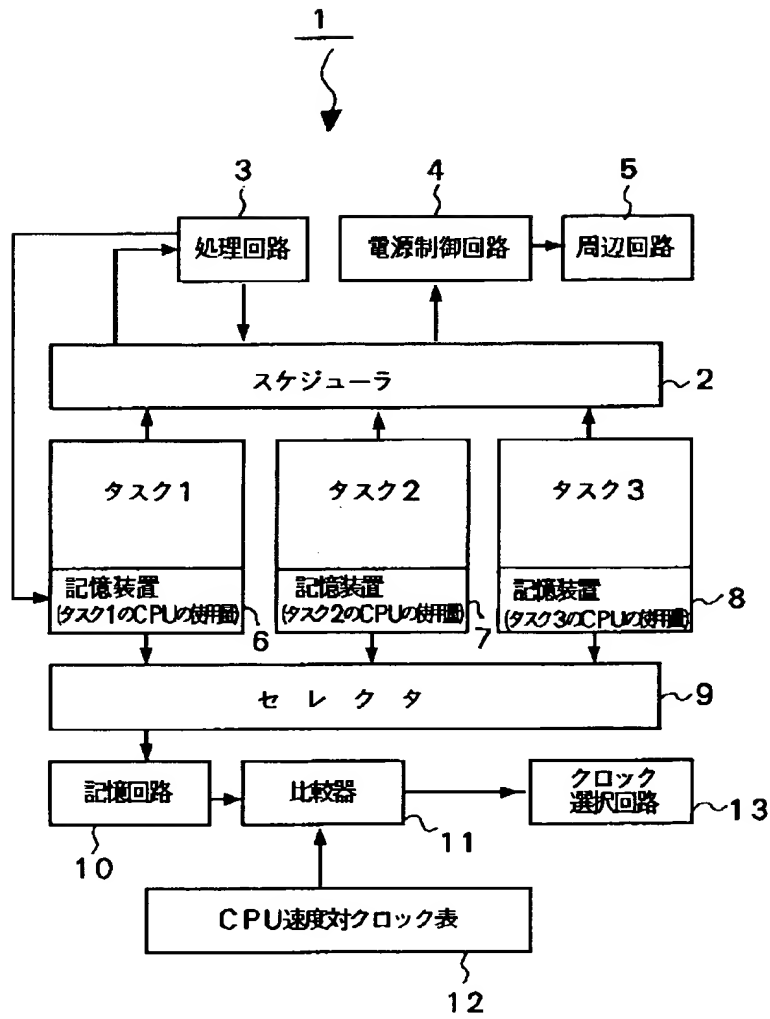 1
3
4
5
処理回路
電源制御回路
周辺回路
スケジューラ
2
タスク1
タスク2
タスク3
記憶装置
(タスク1のCPUの使用量)
6
記憶装置
(タスク2のCPUの使用量)
7
記憶装置
(タスク3のCPUの使用量)
8
セレクタ
9
記憶回路
10
比較器
11
クロック
選択回路
13
CPU速度対クロック表
12